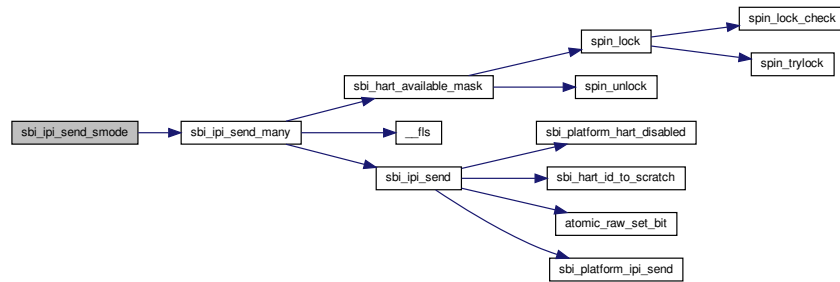 sbi_ipi_send_smode
sbi_ipi_send_many
sbi_hart_available_mask
spin_lock
spin_lock_check
spin_trylock
spin_unlock
__fls
sbi_ipi_send
sbi_platform_hart_disabled
sbi_hart_id_to_scratch
atomic_raw_set_bit
sbi_platform_ipi_send